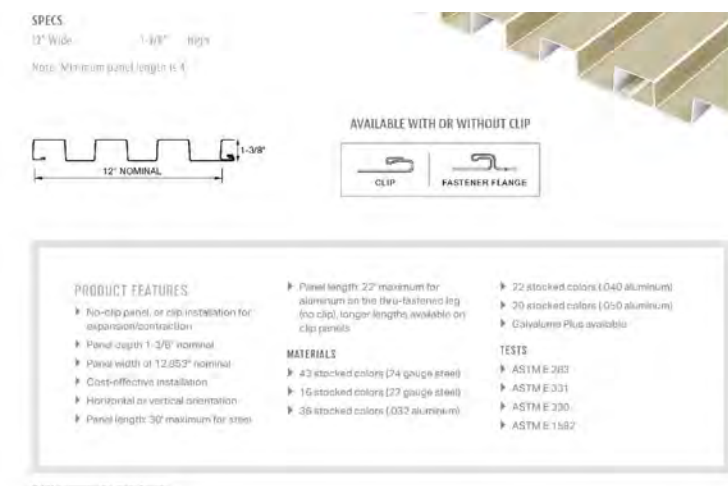 SPECS
12" Wide 1-3/8" High
Note: Minimum panel length is 4'
AVAILABLE WITH OR WITHOUT CLIP
1-3/8"
12" NOMINAL
CLIP
FASTENER FLANGE
PRODUCT FEATURES
No-clip panel, or clip installation for
expansion/contraction
Panel depth 1-3/8" nominal
Panel width of 12.053" nominal
Cost-effective installation
Horizontal or vertical orientation
Panel length: 30' maximum for steel
Panel length: 22' maximum for
aluminum on the thru-fastened leg
(no clip), longer lengths available on
clip panels
MATERIALS
43 stocked colors (24 gauge steel)
16 stocked colors (22 gauge steel)
36 stocked colors (.032 aluminum)
22 stocked colors (.040 aluminum)
20 stocked colors (.050 aluminum)
Galvalume Plus available
TESTS
ASTM E 283
ASTM E 331
ASTM E 330
ASTM E 1592